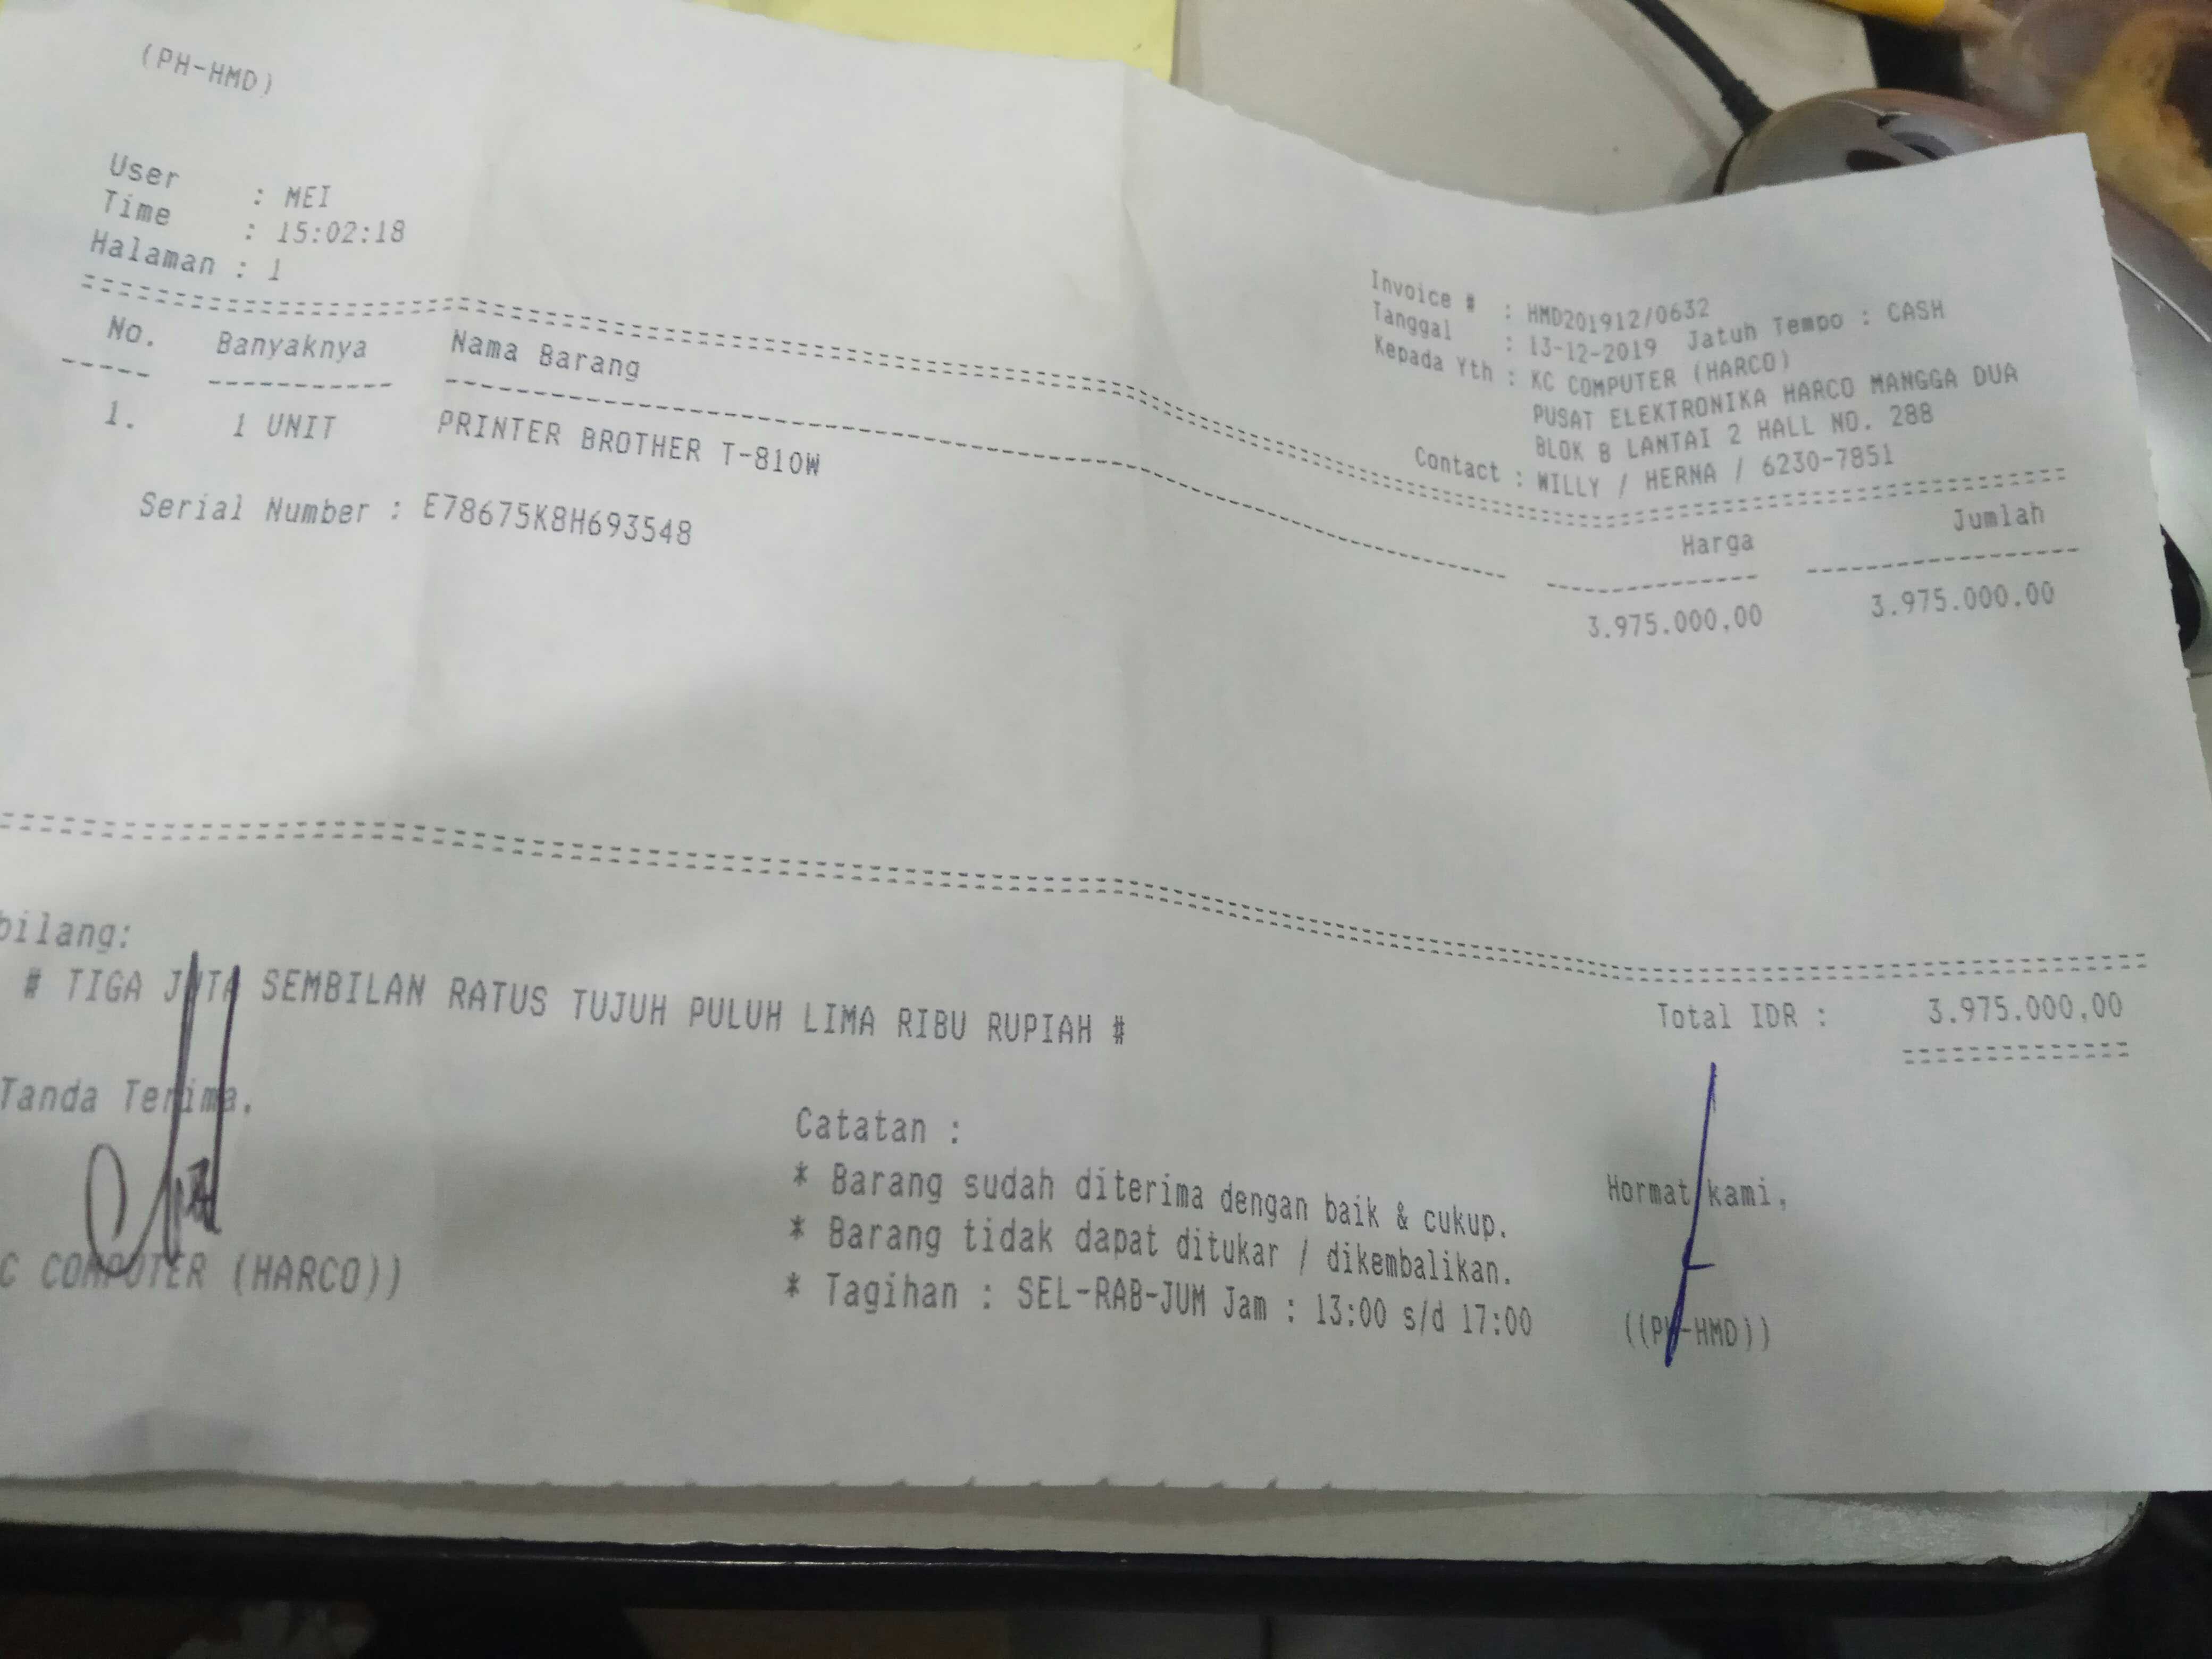 (PH-HMD)
User : MEI
Time : 15:02:18
Halaman : 1
Invoice # : HMD201912/0632
Tanggal : 13-12-2019 Jatuh Tempo : CASH
Kepada Yth : KC COMPUTER (HARCO)
PUSAT ELEKTRONIKA HARCO MANGGA DUA
BLOK B LANTAI 2 HALL NO. 288
Contact : WILLY / HERNA / 6230-7851
No. Banyaknya Nama Barang Harga Jumlah
1. 1 UNIT PRINTER BROTHER T-810W 3.975.000,00 3.975.000.00
Serial Number : E78675K8H693548
bilang:
# TIGA JUTA SEMBILAN RATUS TUJUH PULUH LIMA RIBU RUPIAH #
Total IDR : 3.975.000,00
Tanda Terima,
Catatan :
* Barang sudah diterima dengan baik & cukup.
* Barang tidak dapat ditukar / dikembalikan.
* Tagihan : SEL-RAB-JUM Jam : 13:00 s/d 17:00
Hormat kami,
C COMPUTER (HARCO))
((PH-HMD))